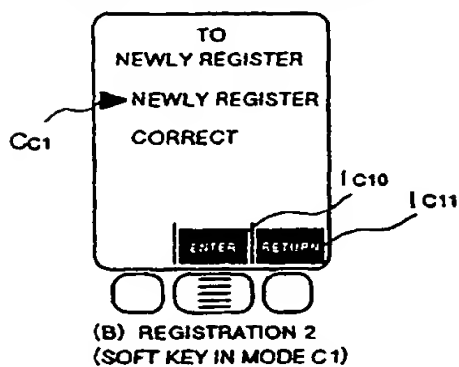 TO
NEWLY REGISTER
NEWLY REGISTER
CORRECT
Cc1
Ic10
Ic11
ENTER RETURN
(B) REGISTRATION 2
(SOFT KEY IN MODE C1)